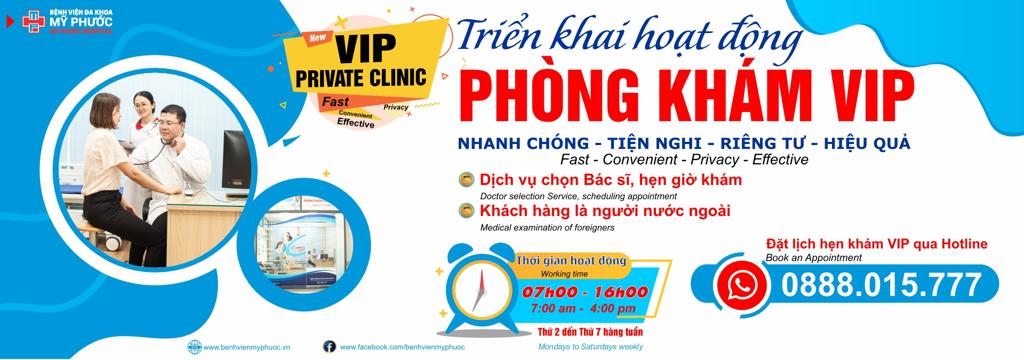 BỆNH VIỆN ĐA KHOA
MỸ PHƯỚC
MY PHUOC HOSPITAL
New
VIP
PRIVATE CLINIC
Fast
Privacy
Convenient
Effective
Triển khai hoạt động
PHÒNG KHÁM VIP
NHANH CHÓNG - TIỆN NGHI - RIÊNG TƯ - HIỆU QUẢ
Fast - Convenient - Privacy - Effective
Dịch vụ chọn Bác sĩ, hẹn giờ khám
Doctor selection Service, scheduling appointment
Khách hàng là người nước ngoài
Medical examination of foreigners
Thời gian hoạt động
Working time
07h00 - 16h00
7:00 am - 4:00 pm
Thứ 2 đến Thứ 7 hàng tuần
Mondays to Saturdays weekly
Đặt lịch hẹn khám VIP qua Hotline
Book an Appointment
0888.015.777
www.benhvienmyphuoc.vn
www.facebook.com/benhvienmyphuoc